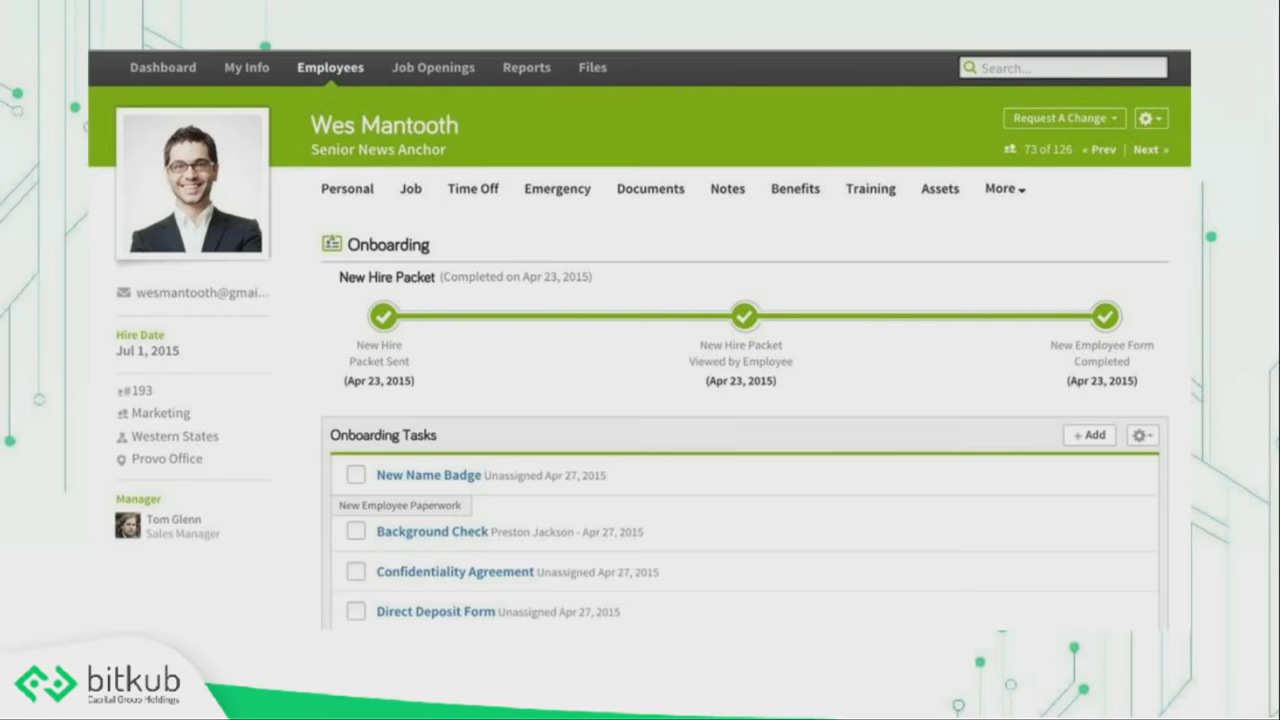 Dashboard My Info Employees Job Openings Reports Files
Search...
Wes Mantooth
Senior News Anchor
Request A Change
73 of 126 « Prev | Next »
Personal Job Time Off Emergency Documents Notes Benefits Training Assets More
wesmantooth@gmai...
Hire Date
Jul 1, 2015
#193
Marketing
Western States
Provo Office
Manager
Tom Glenn
Sales Manager
Onboarding
New Hire Packet (Completed on Apr 23, 2015)
New Hire
Packet Sent
(Apr 23, 2015)
New Hire Packet
Viewed by Employee
(Apr 23, 2015)
New Employee Form
Completed
(Apr 23, 2015)
Onboarding Tasks
+ Add
New Name Badge Unassigned Apr 27, 2015
New Employee Paperwork
Background Check Preston Jackson - Apr 27, 2015
Confidentiality Agreement Unassigned Apr 27, 2015
Direct Deposit Form Unassigned Apr 27, 2015
bitkub
Capital Group Holdings